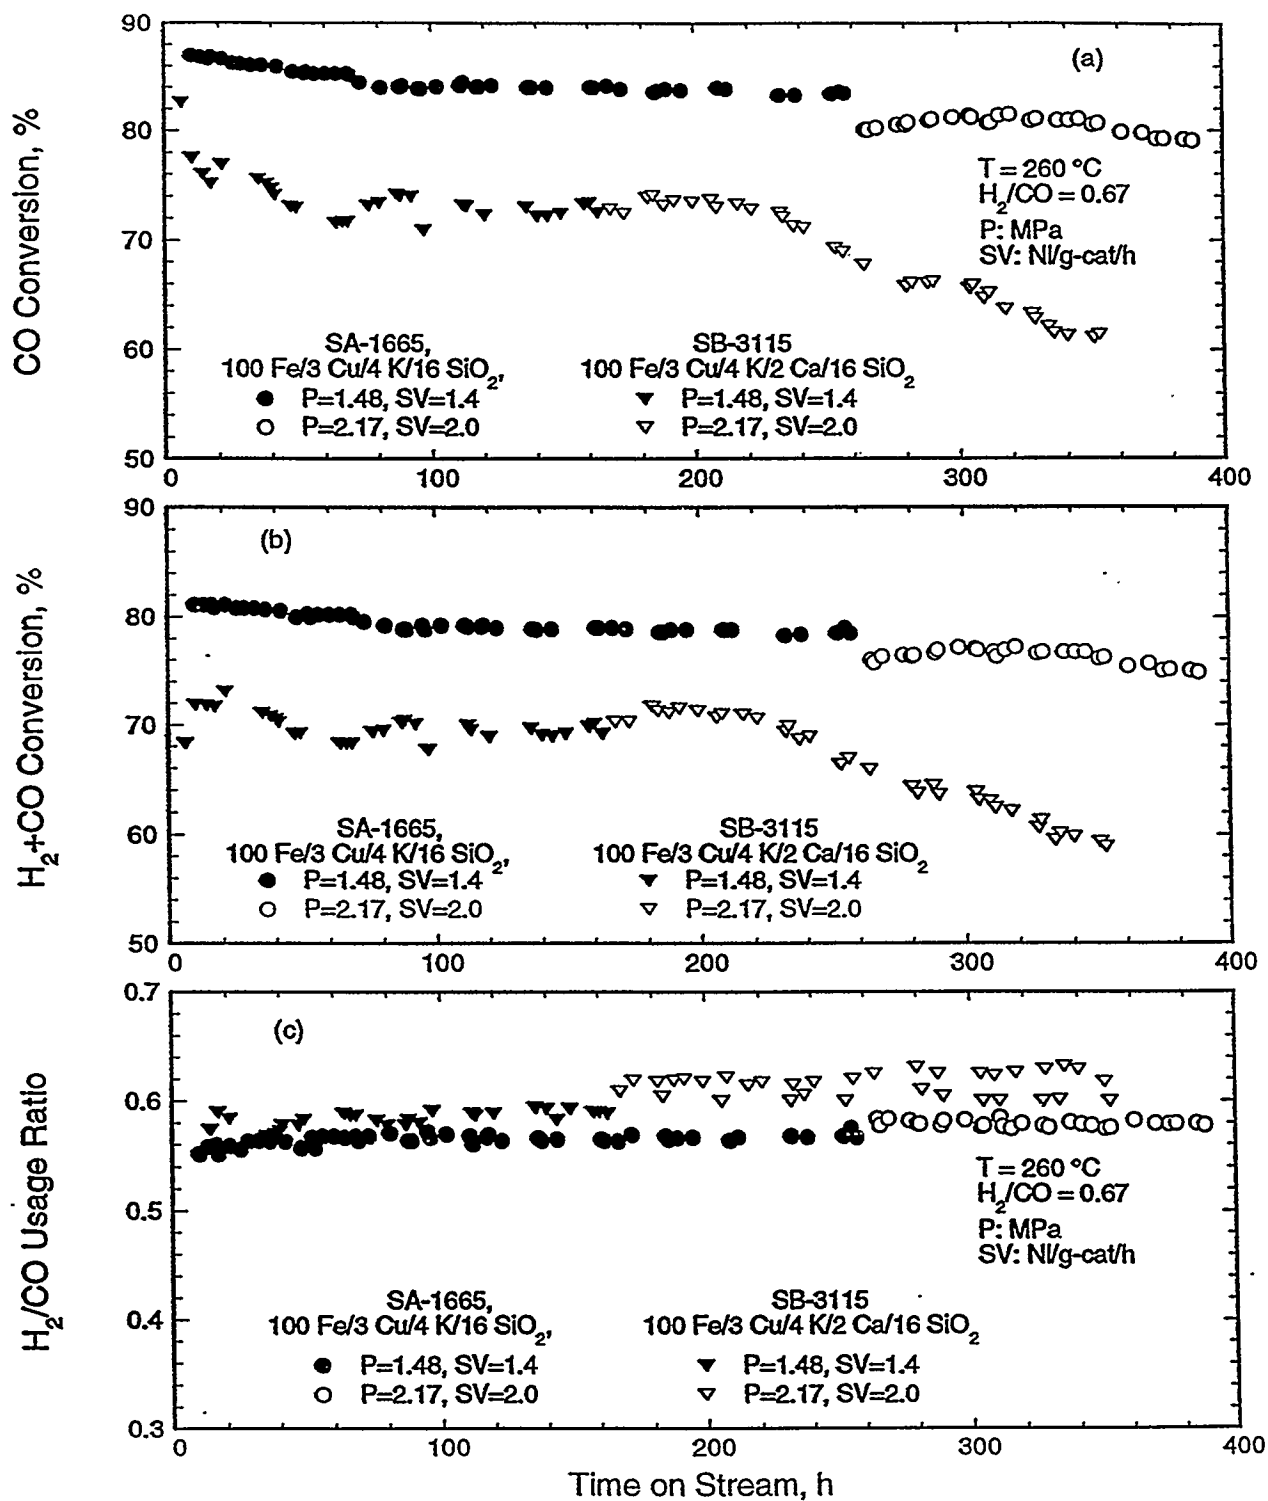 90
80
70
60
50
CO Conversion, %
(a)
T = 260 °C
H₂/CO = 0.67
P: MPa
SV: Nl/g-cat/h
SA-1665,
100 Fe/3 Cu/4 K/16 SiO₂,
P=1.48, SV=1.4
P=2.17, SV=2.0
SB-3115
100 Fe/3 Cu/4 K/2 Ca/16 SiO₂
P=1.48, SV=1.4
P=2.17, SV=2.0
0 100 200 300 400
90
80
70
60
50
H₂+CO Conversion, %
(b)
SA-1665,
100 Fe/3 Cu/4 K/16 SiO₂,
P=1.48, SV=1.4
P=2.17, SV=2.0
SB-3115
100 Fe/3 Cu/4 K/2 Ca/16 SiO₂
P=1.48, SV=1.4
P=2.17, SV=2.0
0 100 200 300 400
0.7
0.6
0.5
0.4
0.3
H₂/CO Usage Ratio
(c)
T = 260 °C
H₂/CO = 0.67
P: MPa
SV: Nl/g-cat/h
SA-1665,
100 Fe/3 Cu/4 K/16 SiO₂,
P=1.48, SV=1.4
P=2.17, SV=2.0
SB-3115
100 Fe/3 Cu/4 K/2 Ca/16 SiO₂
P=1.48, SV=1.4
P=2.17, SV=2.0
0 100 200 300 400
Time on Stream, h